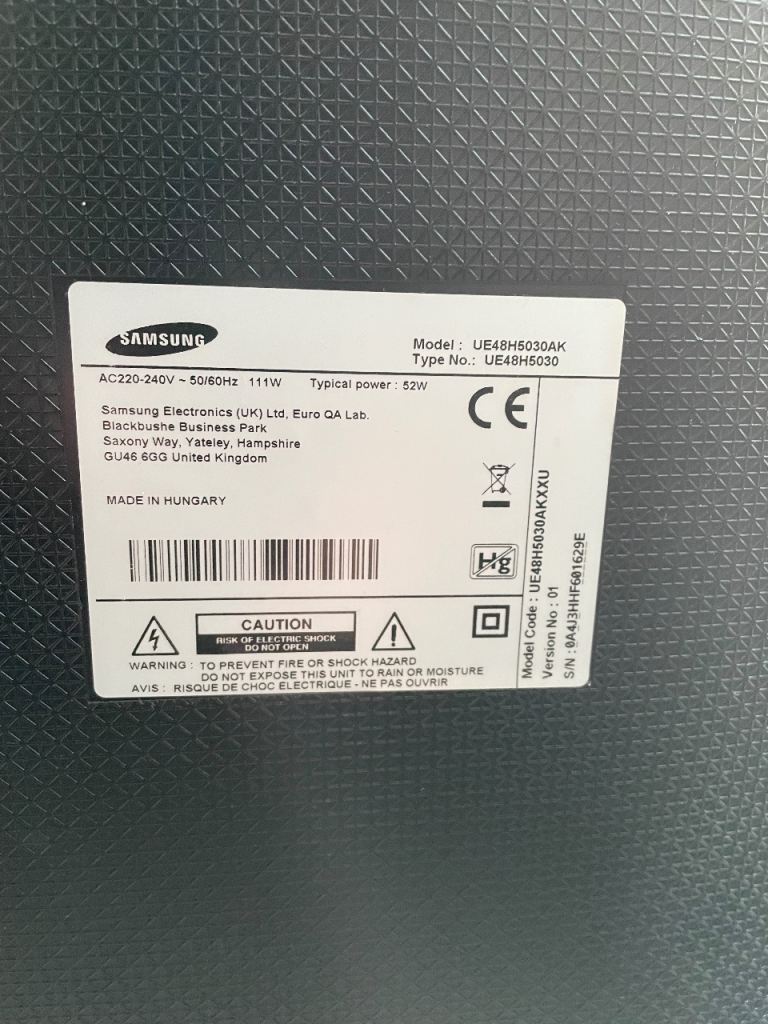 SAMSUNG
Model : UE48H5030AK
Type No.: UE48H5030
AC220-240V ~ 50/60Hz 111W Typical power : 52W
Samsung Electronics (UK) Ltd, Euro QA Lab.
Blackbushe Business Park
Saxony Way, Yateley, Hampshire
GU46 6GG United Kingdom
MADE IN HUNGARY
CE
Hg
CAUTION
RISK OF ELECTRIC SHOCK
DO NOT OPEN
WARNING : TO PREVENT FIRE OR SHOCK HAZARD
DO NOT EXPOSE THIS UNIT TO RAIN OR MOISTURE
AVIS : RISQUE DE CHOC ELECTRIQUE - NE PAS OUVRIR
Model Code : UE48H5030AKXXU
Version No : 01
S/N : 0A4J3HHF601629E